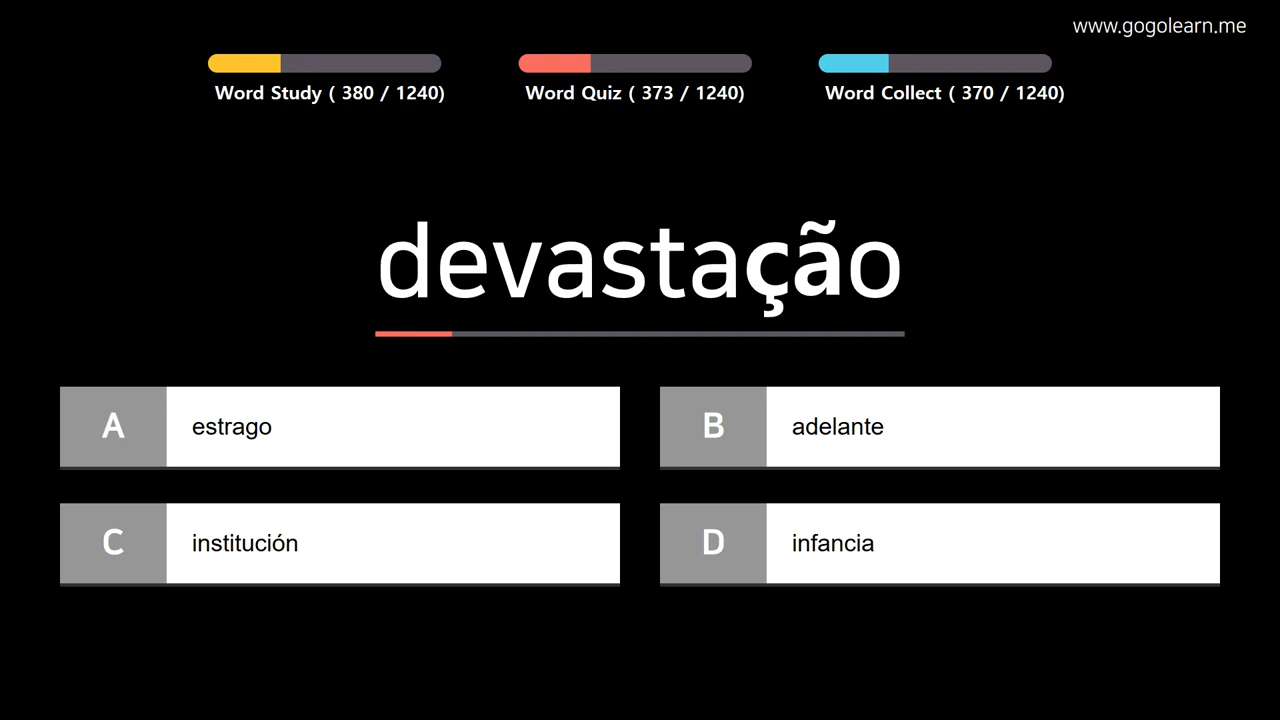 www.gogolearn.me
Word Study ( 380 / 1240)
Word Quiz ( 373 / 1240)
Word Collect ( 370 / 1240)
devastação
A estrago
B adelante
C institución
D infancia